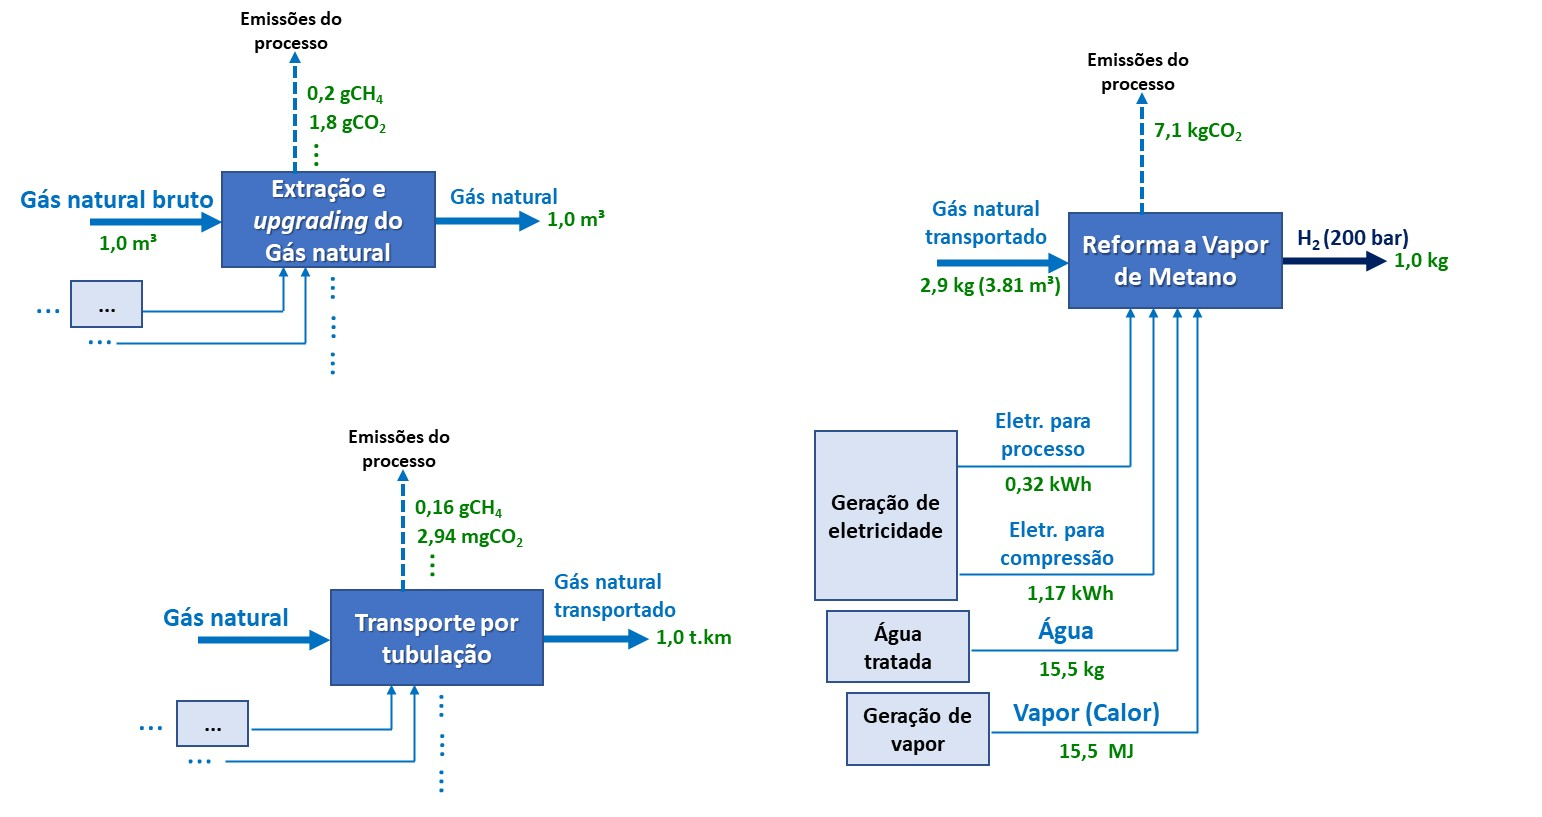 Emissões do
processo
0,2 gCH₄
1,8 gCO₂
Gás natural bruto
1,0 m³
Extração e
upgrading do
Gás natural
Gás natural
1,0 m³
...
...
...
Emissões do
processo
0,16 gCH₄
2,94 mgCO₂
Gás natural
Transporte por
tubulação
Gás natural
transportado
1,0 t.km
...
...
...
Emissões do
processo
7,1 kgCO₂
Gás natural
transportado
2,9 kg (3.81 m³)
Reforma a Vapor
de Metano
H₂ (200 bar)
1,0 kg
Geração de
eletricidade
Eletr. para
processo
0,32 kWh
Eletr. para
compressão
1,17 kWh
Água
tratada
Água
15,5 kg
Geração de
vapor
Vapor (Calor)
15,5 MJ